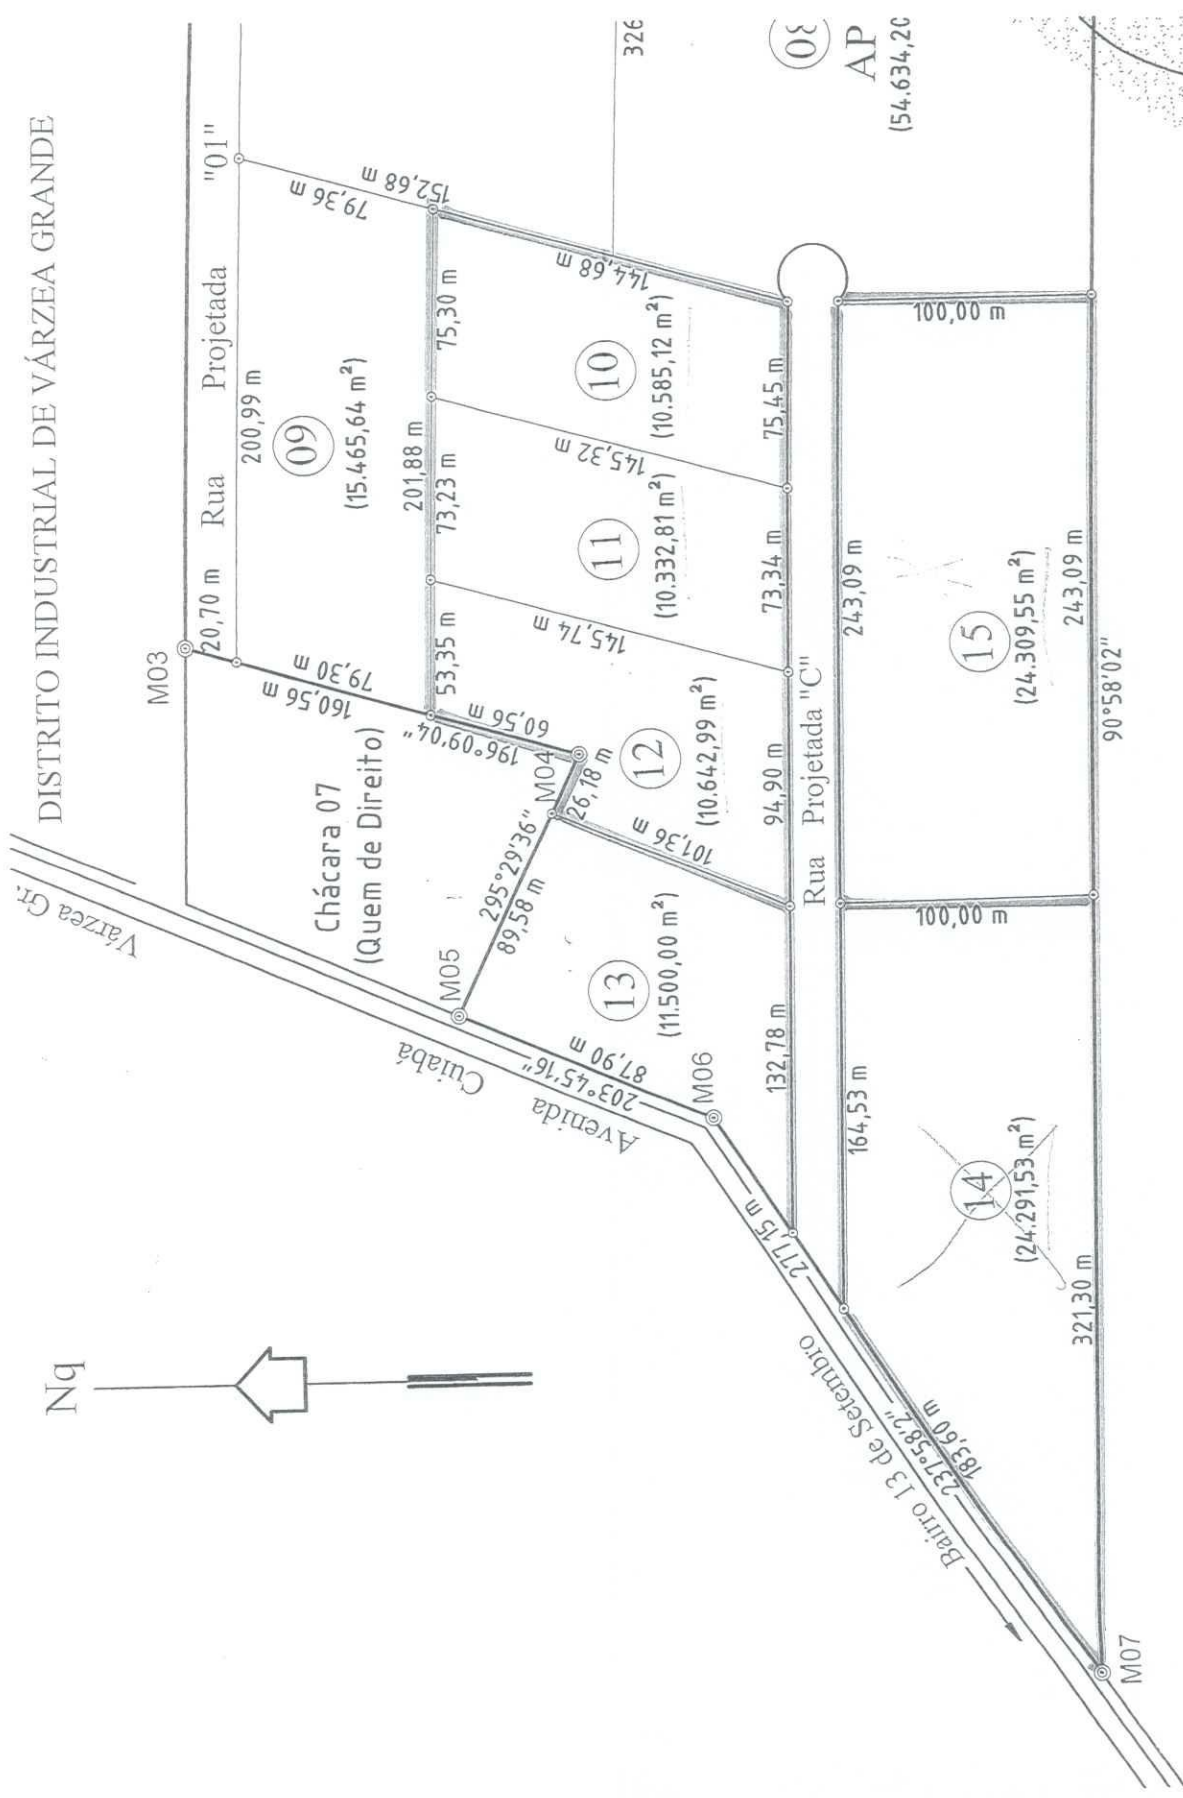 DISTRITO INDUSTRIAL DE VÁRZEA GRANDE
Nq
Várzea Gr.
Avenida Cuiabá
Bairro 13 de Setembro
M03
20,70 m
Rua Projetada "01"
200,99 m
160,56 m
79,30 m
09
(15.465,64 m²)
79,36 m
152,68 m
201,88 m
Chácara 07
(Quem de Direito)
196°09'04"
60,56 m
M04
26,18 m
295°29'36"
89,58 m
M05
203°45'16"
87,90 m
M06
53,35 m
73,23 m
75,30 m
145,74 m
145,32 m
144,68 m
326
08
AP
(54.634,20
10
(10.585,12 m²)
11
(10.332,81 m²)
12
(10.642,99 m²)
101,36 m
13
(11.500,00 m²)
132,78 m
94,90 m
73,34 m
75,45 m
Rua Projetada "C"
277,15 m
237°58'2"
183,60 m
164,53 m
243,09 m
100,00 m
100,00 m
14
(24.291,53 m²)
15
(24.309,55 m²)
321,30 m
243,09 m
90°58'02"
M07